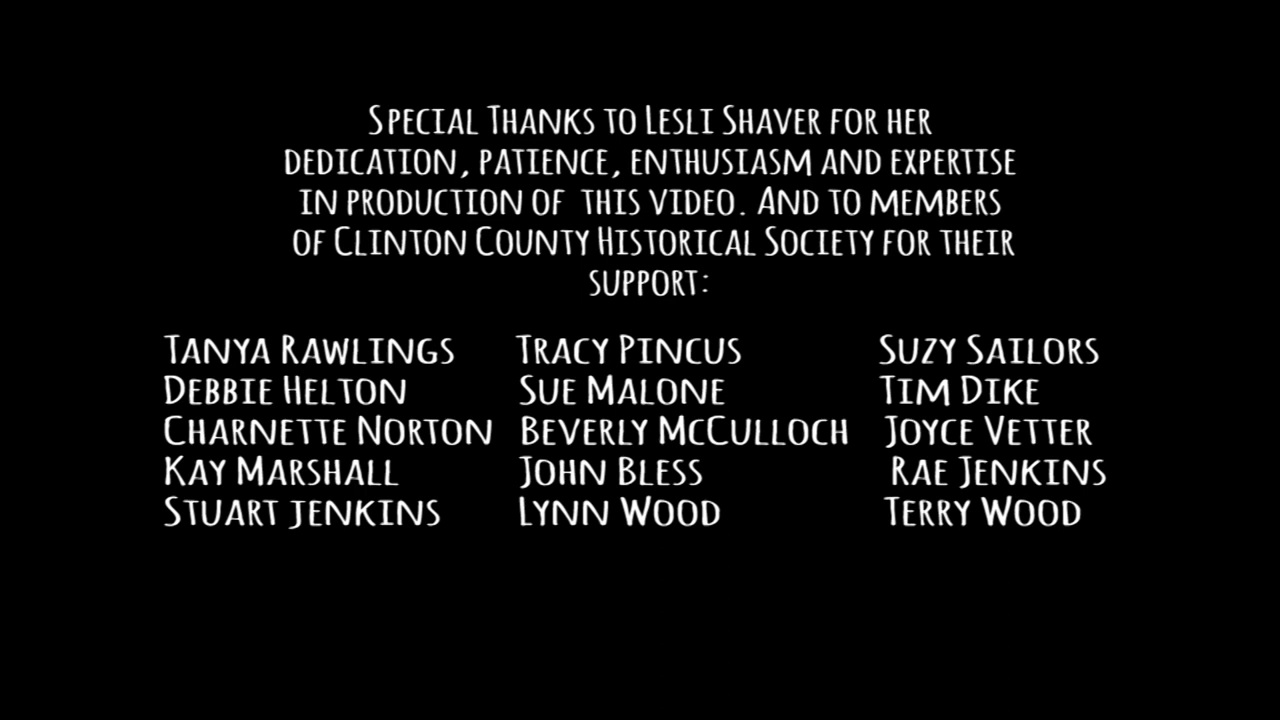 Special Thanks to Lesli Shaver for her
dedication, patience, enthusiasm and expertise
in production of this video. And to members
of Clinton County Historical Society for their
support:
Tanya Rawlings Tracy Pincus Suzy Sailors
Debbie Helton Sue Malone Tim Dike
Charnette Norton Beverly McCulloch Joyce Vetter
Kay Marshall John Bless Rae Jenkins
Stuart jenkins Lynn Wood Terry Wood